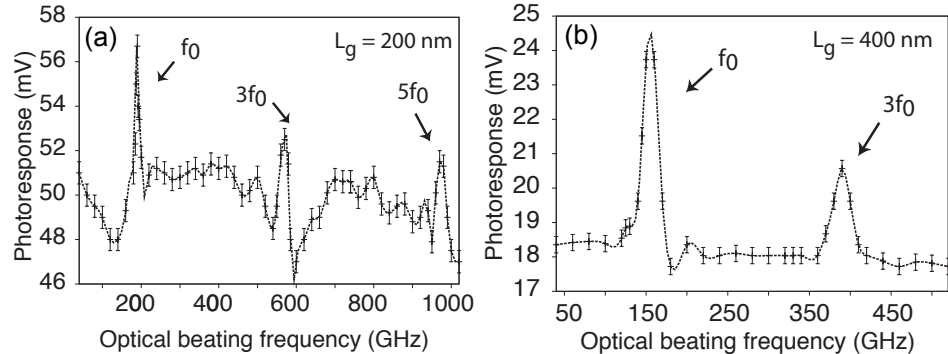 (a)
f0
L_g = 200 nm
3f0
5f0
Photoresponse (mV)
58
56
54
52
50
48
46
200 400 600 800 1000
Optical beating frequency (GHz)
(b)
L_g = 400 nm
f0
3f0
Photoresponse (mV)
25
24
23
22
21
20
19
18
17
50 150 250 350 450
Optical beating frequency (GHz)